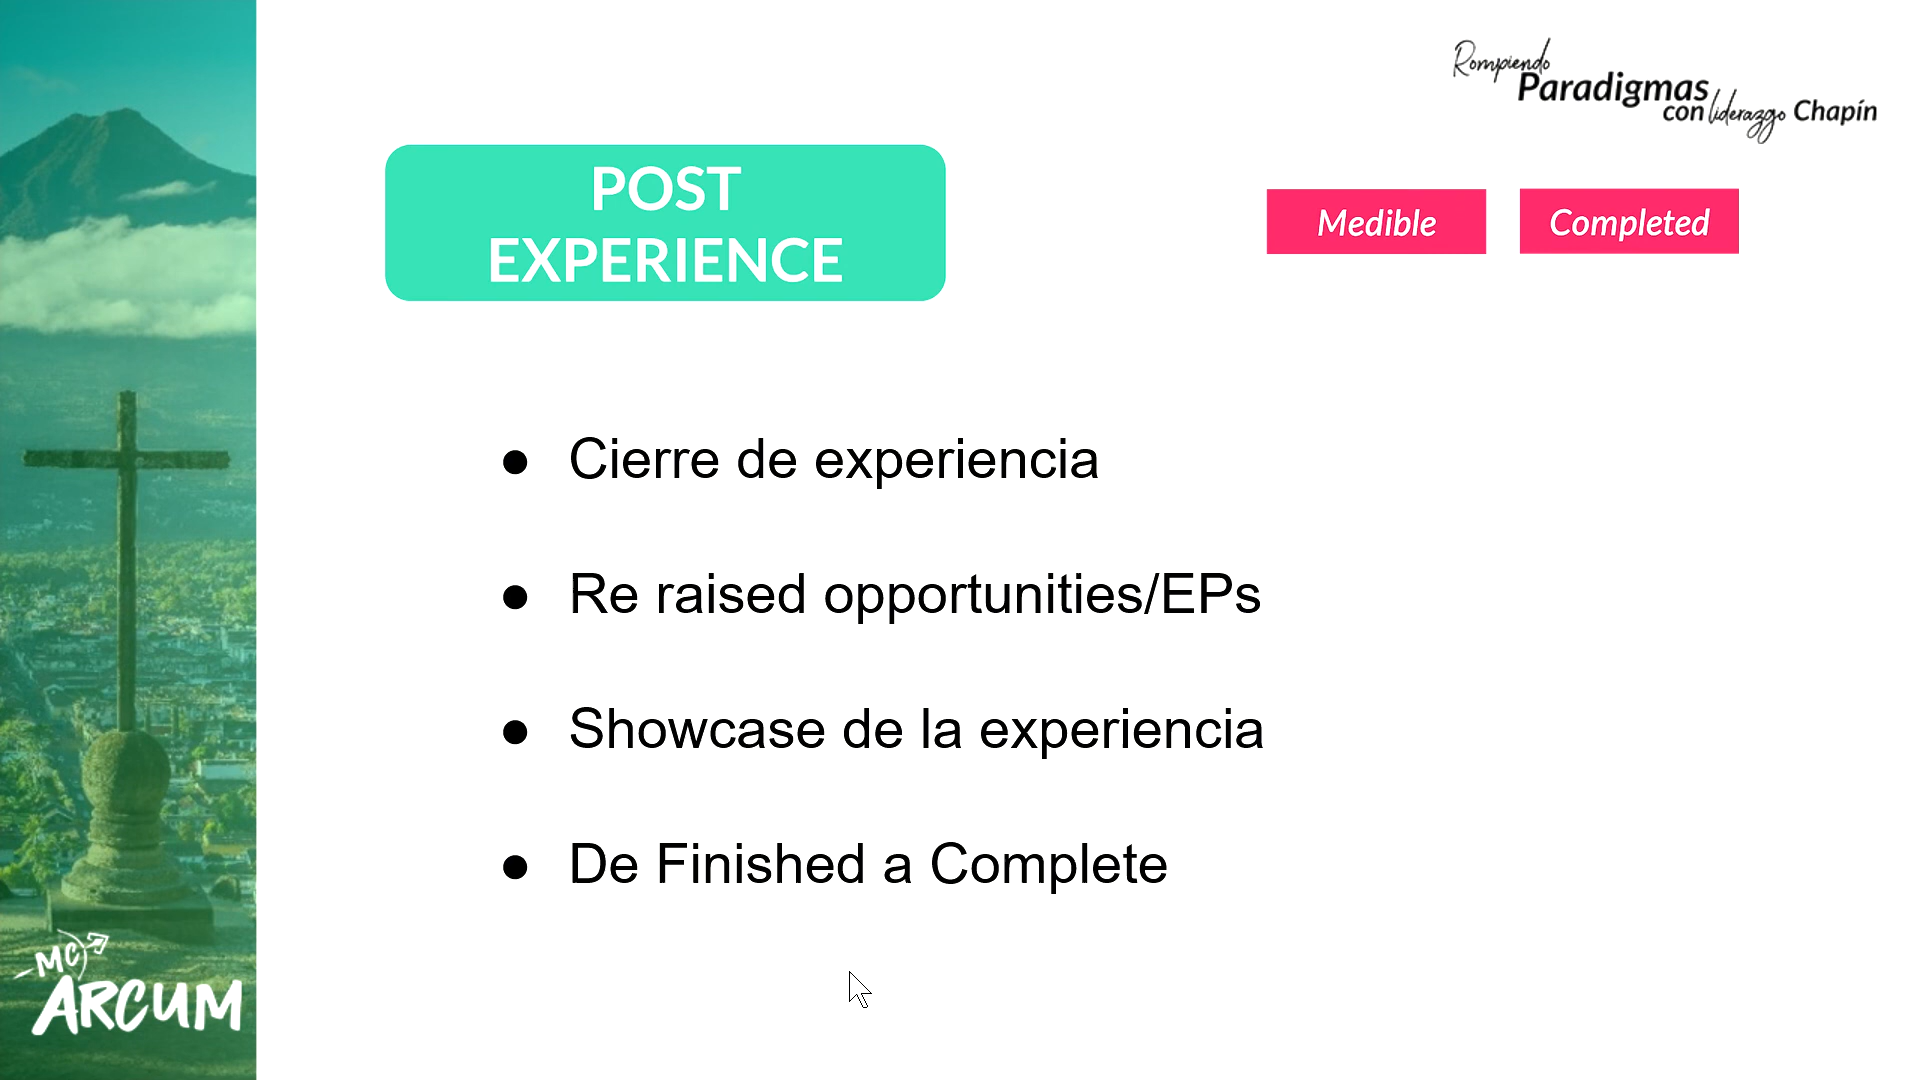 Rompiendo
Paradigmas
con liderazgo Chapín
POST
EXPERIENCE
Medible
Completed
● Cierre de experiencia
● Re raised opportunities/EPs
● Showcase de la experiencia
● De Finished a Complete
MC
ARCUM